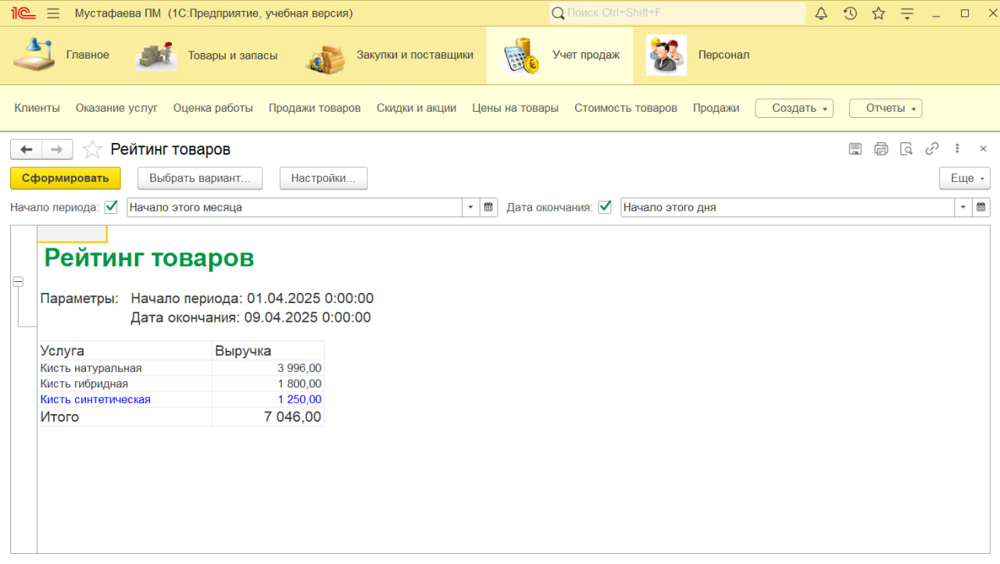 1С Мустафаева ПМ (1С:Предприятие, учебная версия) Поиск Ctrl+Shift+F
Главное Товары и запасы Закупки и поставщики Учет продаж Персонал
Клиенты Оказание услуг Оценка работы Продажи товаров Скидки и акции Цены на товары Стоимость товаров Продажи Создать Отчеты
Рейтинг товаров
Сформировать Выбрать вариант... Настройки... Еще
Начало периода: Начало этого месяца Дата окончания: Начало этого дня
Рейтинг товаров
Параметры: Начало периода: 01.04.2025 0:00:00
Дата окончания: 09.04.2025 0:00:00
Услуга Выручка
Кисть натуральная 3 996,00
Кисть гибридная 1 800,00
Кисть синтетическая 1 250,00
Итого 7 046,00